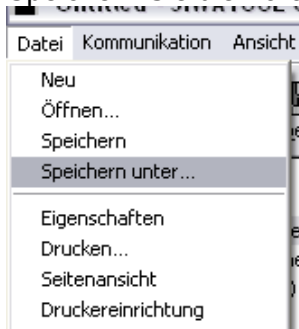 Datei Kommunikation Ansicht
Neu
Öffnen...
Speichern
Speichern unter...
Eigenschaften
Drucken...
Seitenansicht
Druckereinrichtung